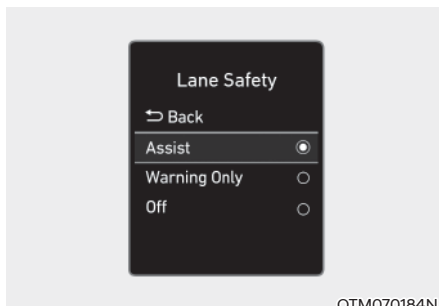 Lane Safety
Back
Assist
Warning Only
Off
OTM070184N